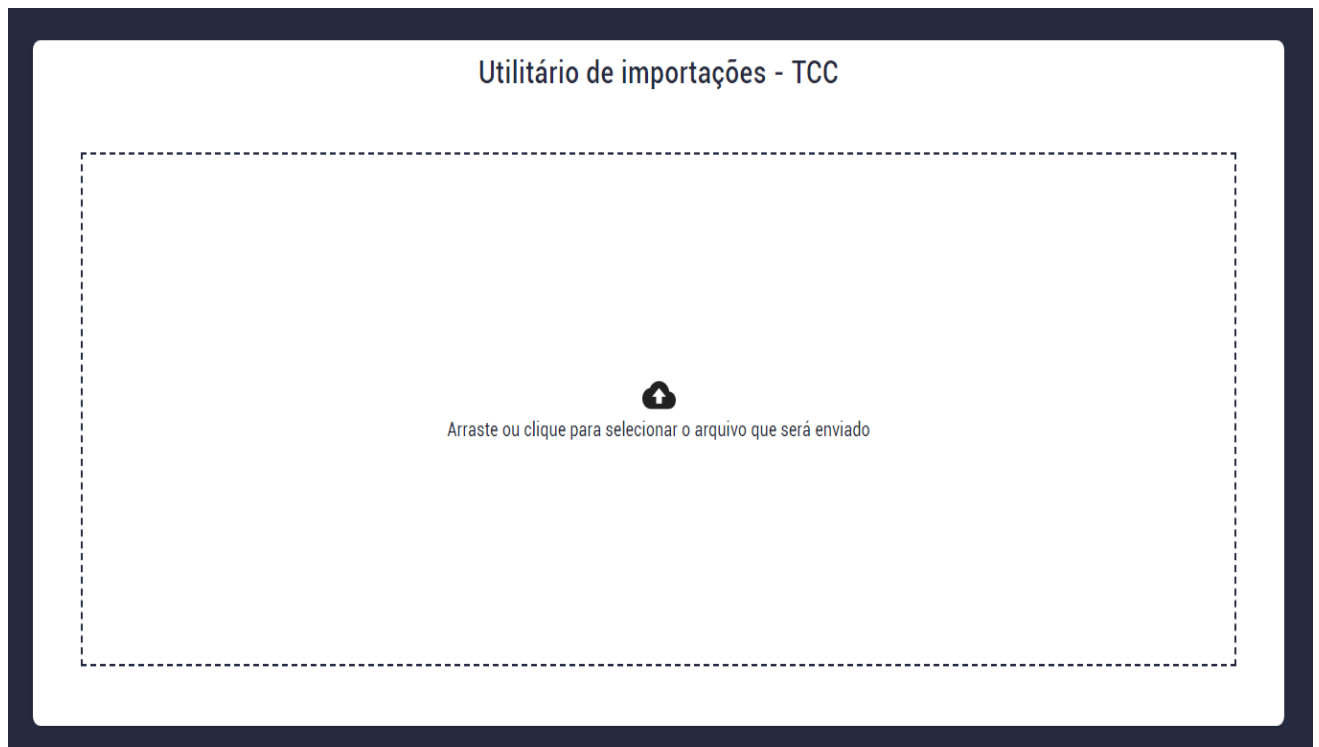 Utilitário de importações - TCC
Arraste ou clique para selecionar o arquivo que será enviado